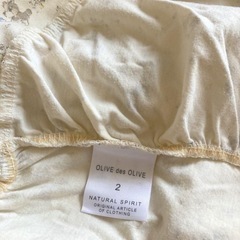 OLIVE des OLIVE
2
NATURAL SPIRIT
ORIGINAL ARTICLE
OF CLOTHING